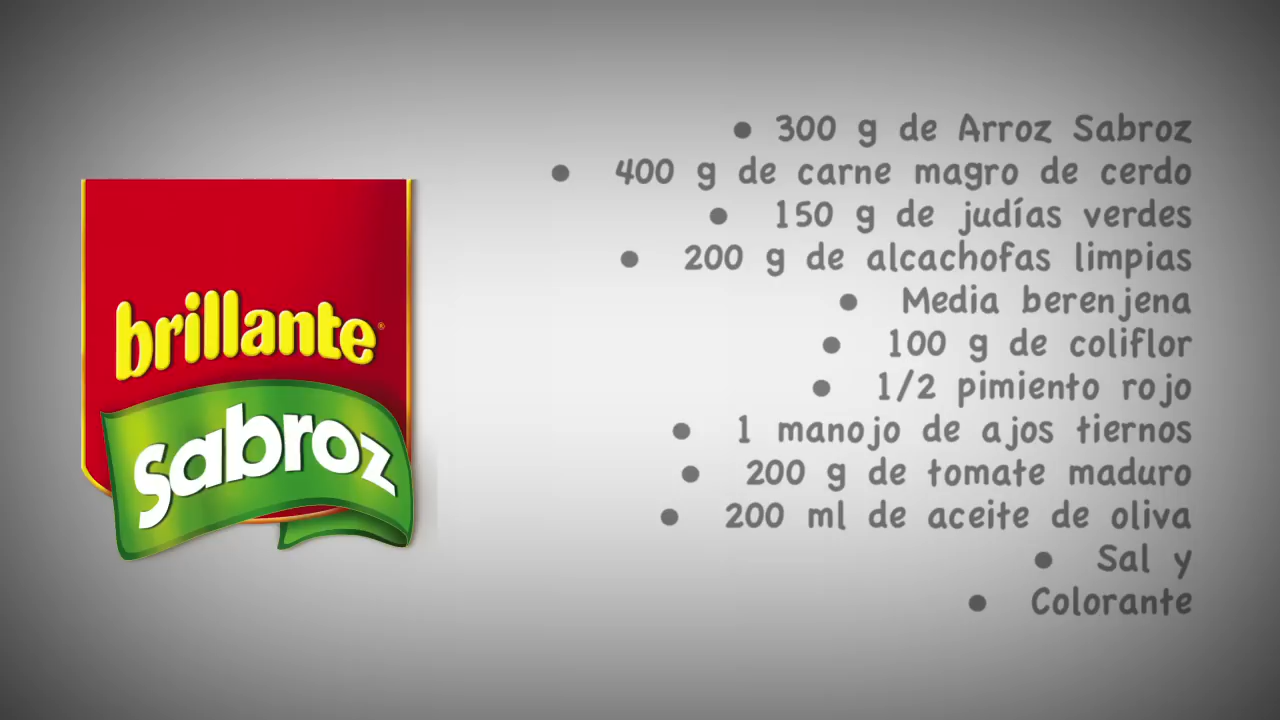 brillante®
Sabroz
● 300 g de Arroz Sabroz
● 400 g de carne magro de cerdo
● 150 g de judías verdes
● 200 g de alcachofas limpias
● Media berenjena
● 100 g de coliflor
● 1/2 pimiento rojo
● 1 manojo de ajos tiernos
● 200 g de tomate maduro
● 200 ml de aceite de oliva
● Sal y
● Colorante